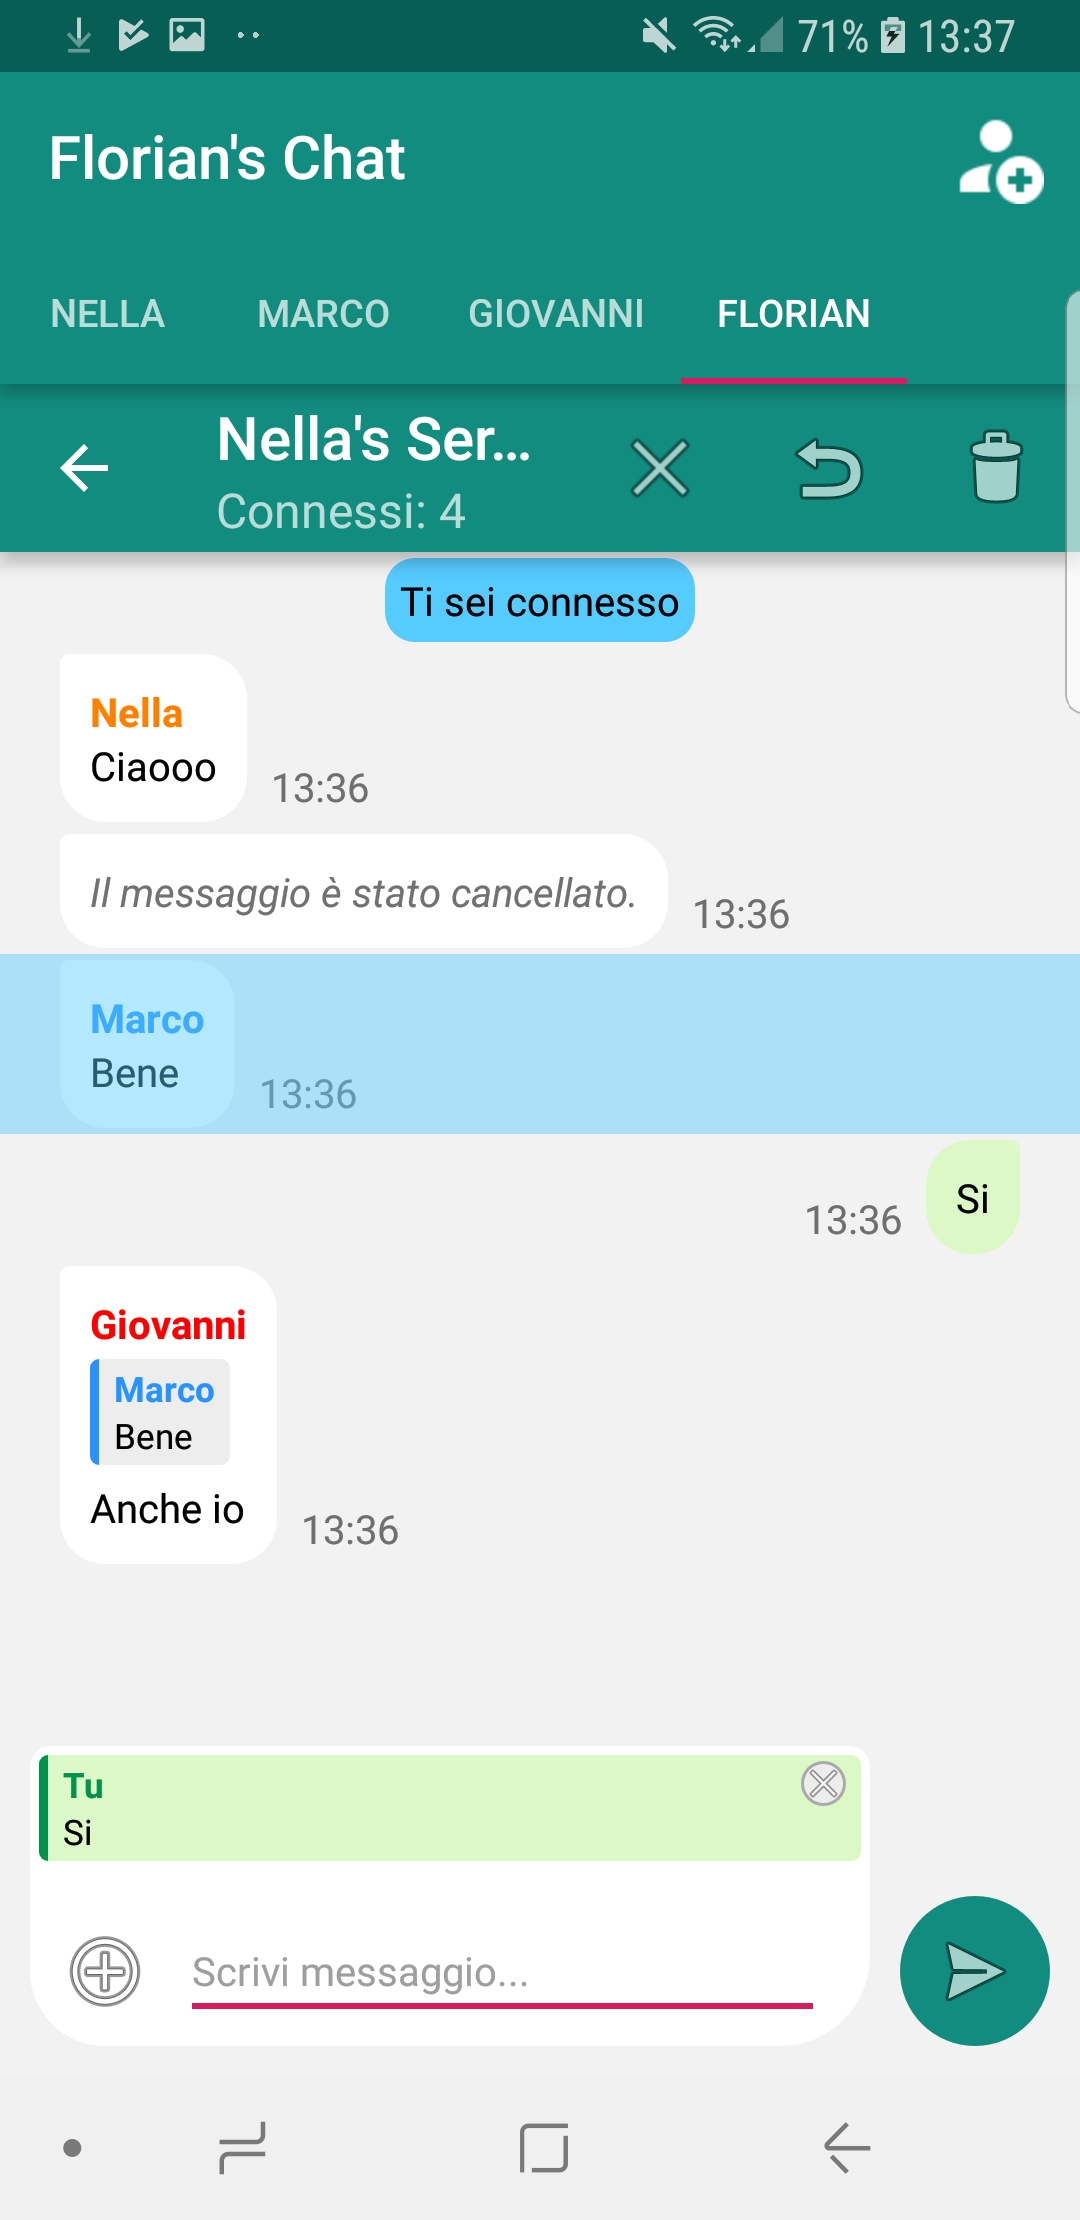 71% 13:37
Florian's Chat
NELLA MARCO GIOVANNI FLORIAN
Nella's Ser...
Connessi: 4
Ti sei connesso
Nella
Ciaooo
13:36
Il messaggio è stato cancellato.
13:36
Marco
Bene
13:36
13:36
Si
Giovanni
Marco
Bene
Anche io
13:36
Tu
Si
Scrivi messaggio...